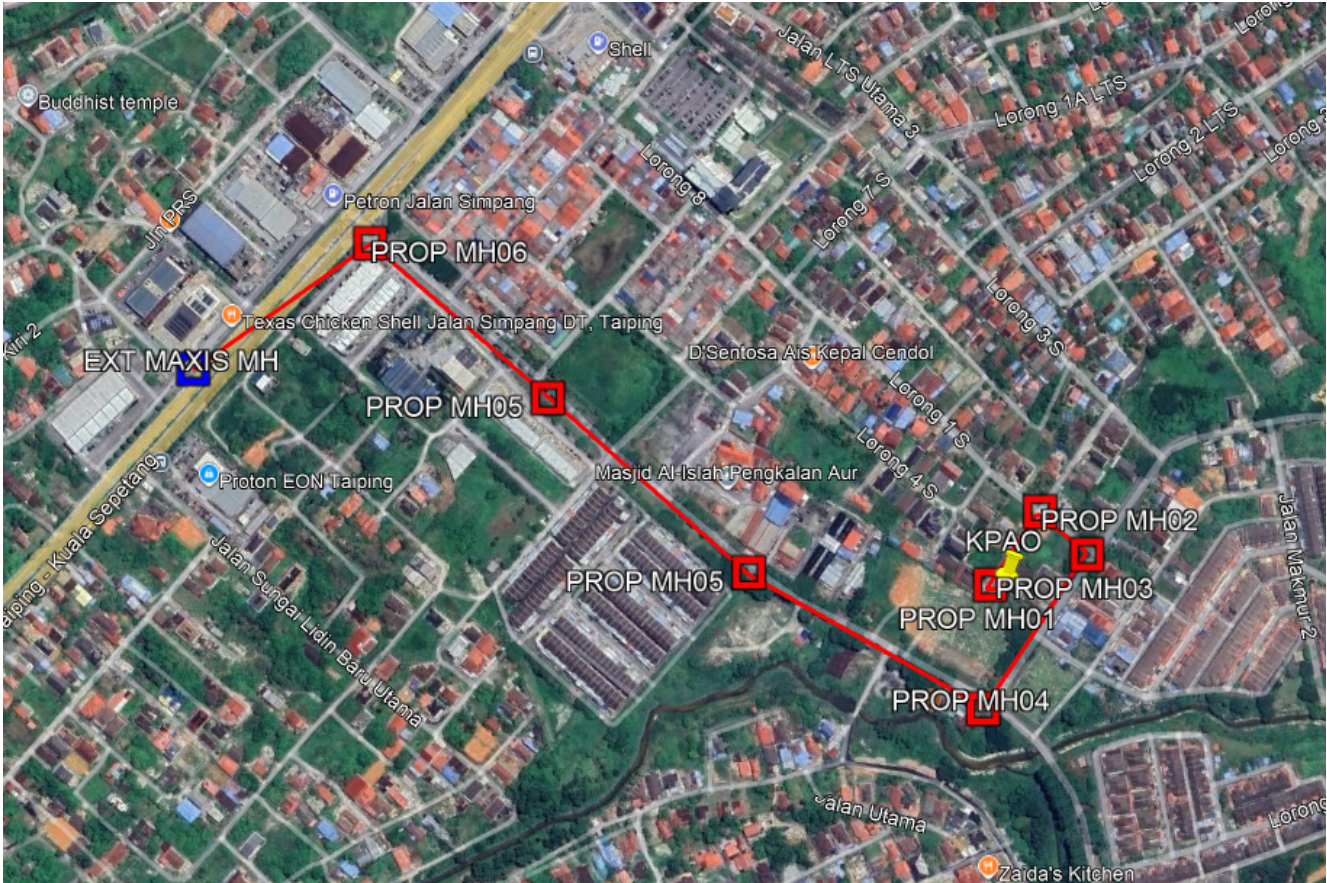 Shell
Jalan LTS Utama 3
Lorong
Buddhist temple
Lorong 1A LTS
Lorong 2 LTS
Lorong 3
Lorong 8
Lorong 7 S
Petron Jalan Simpang
Jln PRS
PROP MH06
Lorong 3 S
Texas Chicken Shell Jalan Simpang DT, Taiping
Kiri 2
EXT MAXIS MH
D'Sentosa Ais Kepal Cendol
PROP MH05
Lorong 1 S
Lorong 4 S
Masjid Al-Islah Pengkalan Aur
Proton EON Taiping
Taiping - Kuala Sepetang
PROP MH02
KPAO
Jalan Makmur 2
PROP MH05
PROP MH03
PROP MH01
Jalan Sungai Lidin Baru Utama
PROP MH04
Jalan Utama
Lorong
Zaida's Kitchen